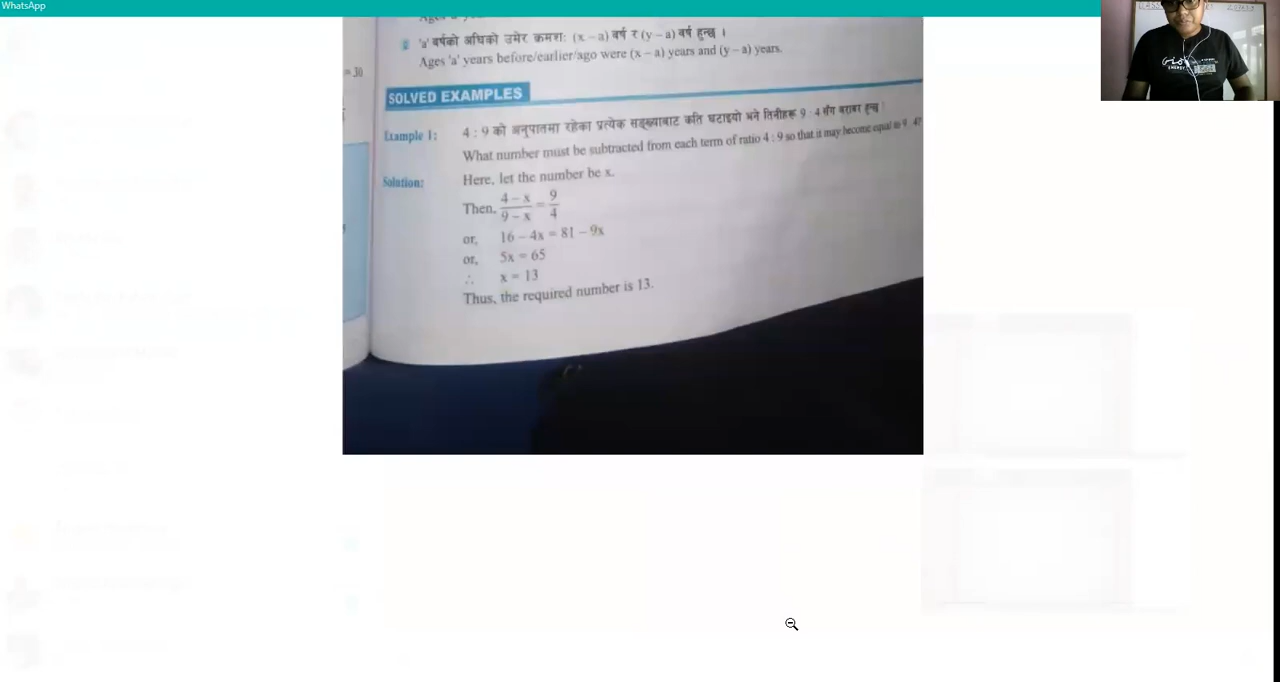 WhatsApp
'a' वर्षको अघिको उमेर क्रमश: (x – a) वर्ष र (y – a) वर्ष हुन्छ ।
Ages 'a' years before/earlier/ago were (x – a) years and (y – a) years.
= 30
SOLVED EXAMPLES
Example 1: 4 : 9 को अनुपातमा रहेका प्रत्येक सङ्ख्याबाट कति घटाइयो भने तिनीहरू 9 : 4 सँग बराबर हुन्छ ।
What number must be subtracted from each term of ratio 4 : 9 so that it may become equal to 9 : 4?
Solution: Here, let the number be x.
Then, 4 – x / 9 – x = 9 / 4
or, 16 – 4x = 81 – 9x
or, 5x = 65
∴ x = 13
Thus, the required number is 13.